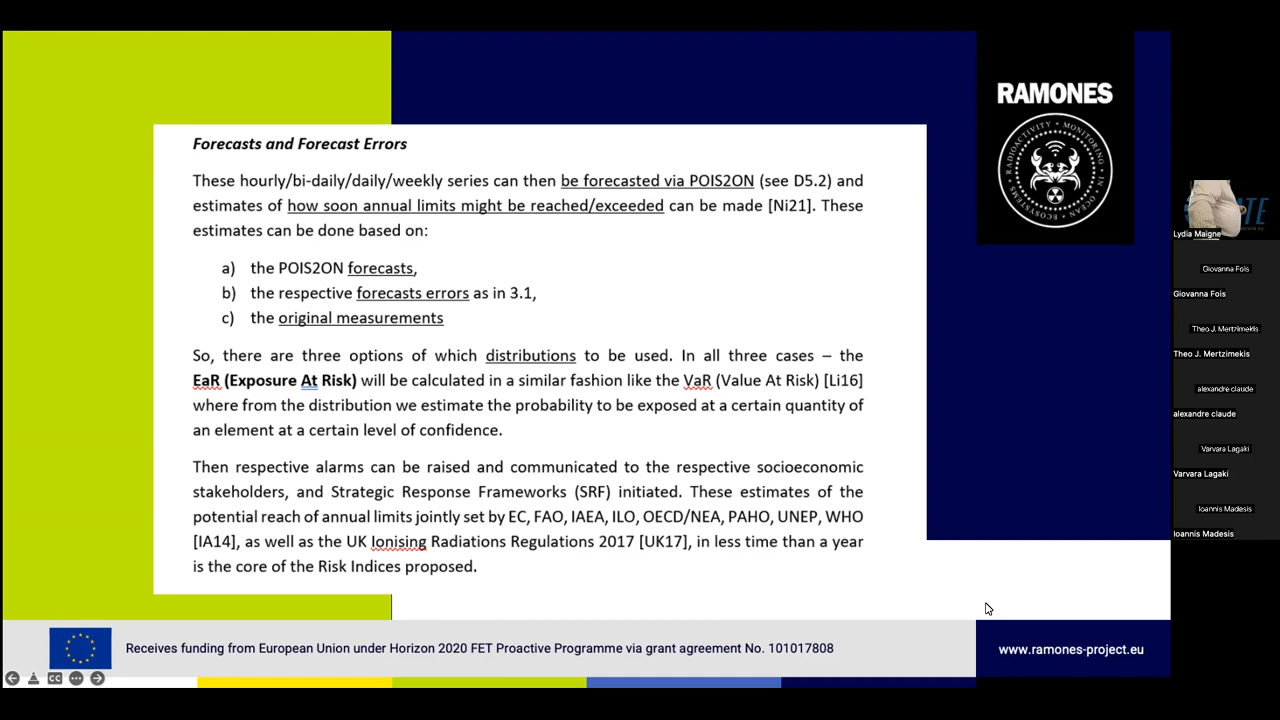 Forecasts and Forecast Errors
These hourly/bi-daily/daily/weekly series can then be forecasted via POIS2ON (see D5.2) and
estimates of how soon annual limits might be reached/exceeded can be made [Ni21]. These
estimates can be done based on:
a) the POIS2ON forecasts,
b) the respective forecasts errors as in 3.1,
c) the original measurements
So, there are three options of which distributions to be used. In all three cases – the
EaR (Exposure At Risk) will be calculated in a similar fashion like the VaR (Value At Risk) [Li16]
where from the distribution we estimate the probability to be exposed at a certain quantity of
an element at a certain level of confidence.
Then respective alarms can be raised and communicated to the respective socioeconomic
stakeholders, and Strategic Response Frameworks (SRF) initiated. These estimates of the
potential reach of annual limits jointly set by EC, FAO, IAEA, ILO, OECD/NEA, PAHO, UNEP, WHO
[IA14], as well as the UK Ionising Radiations Regulations 2017 [UK17], in less time than a year
is the core of the Risk Indices proposed.
RAMONES
RADIOACTIVITY • MONITORING • IN OCEAN • ECOSYSTEMS
Lydia Maigne
Giovanna Fois
Giovanna Fois
Theo J. Mertzimekis
Theo J. Mertzimekis
alexandre claude
alexandre claude
Varvara Lagaki
Varvara Lagaki
Ioannis Madesis
Ioannis Madesis
Receives funding from European Union under Horizon 2020 FET Proactive Programme via grant agreement No. 101017808
www.ramones-project.eu
CC